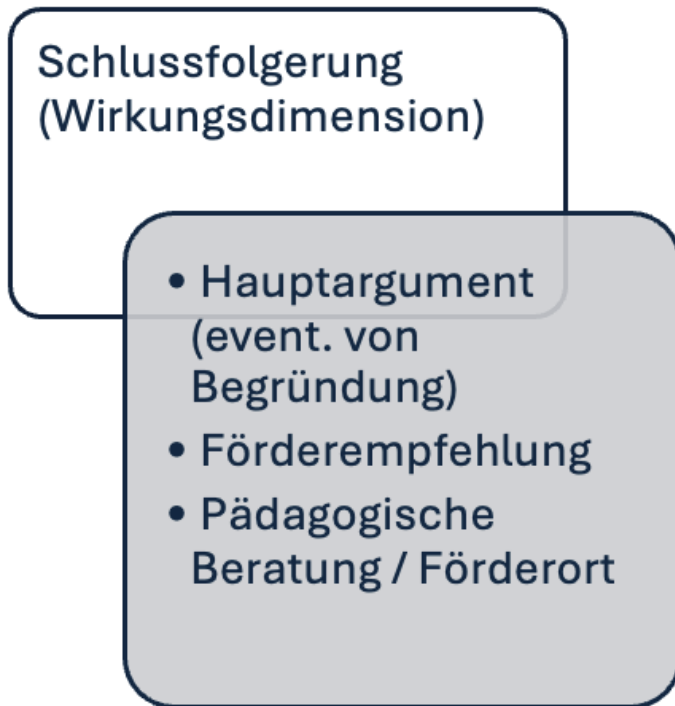 Schlussfolgerung
(Wirkungsdimension)
• Hauptargument
(event. von
Begründung)
• Förderempfehlung
• Pädagogische
Beratung / Förderort